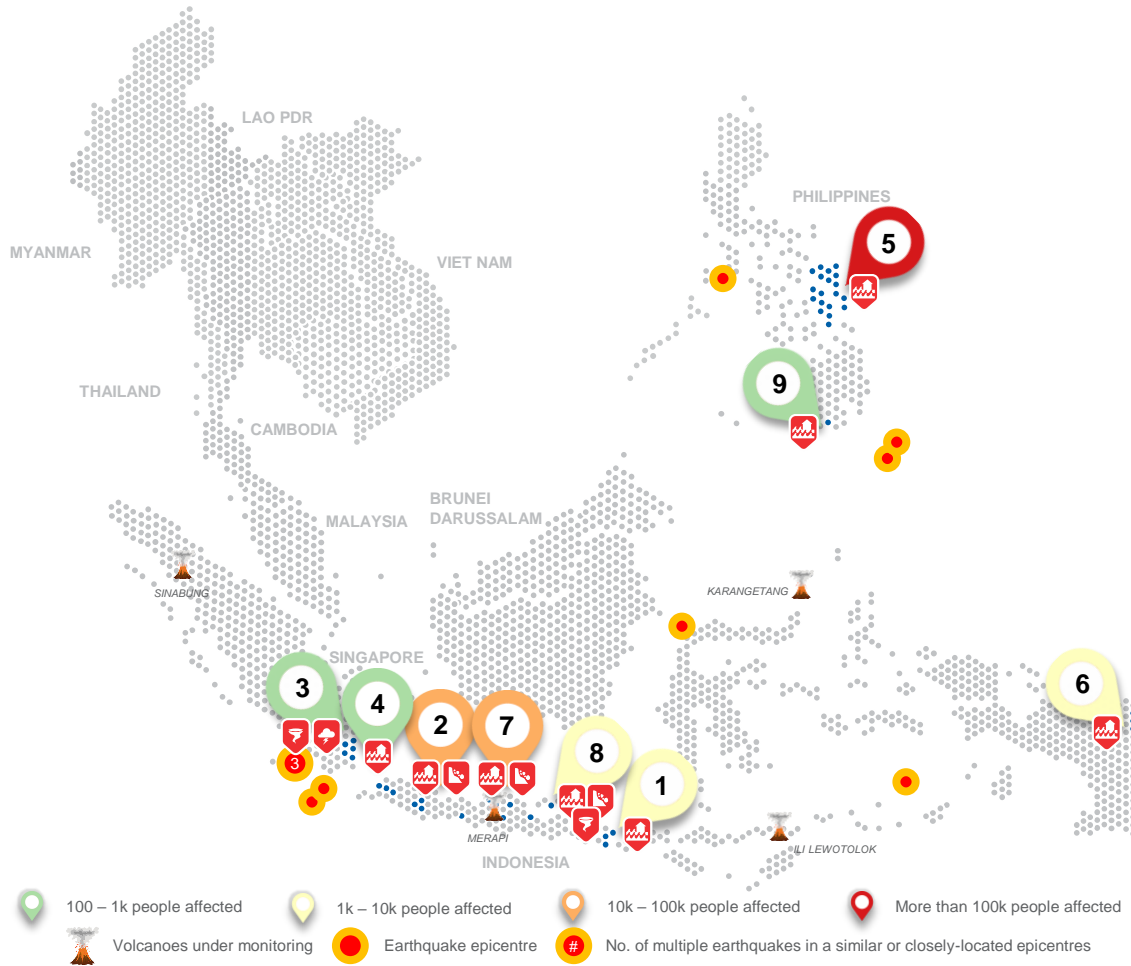 LAO PDR
PHILIPPINES
MYANMAR
VIET NAM
5
THAILAND
9
CAMBODIA
BRUNEI
DARUSSALAM
MALAYSIA
SINABUNG
KARANGETANG
SINGAPORE
3
4
2
7
6
8
1
3
MERAPI
ILI LEWOTOLOK
INDONESIA
100 – 1k people affected
1k – 10k people affected
10k – 100k people affected
More than 100k people affected
Volcanoes under monitoring
Earthquake epicentre
#
No. of multiple earthquakes in a similar or closely-located epicentres